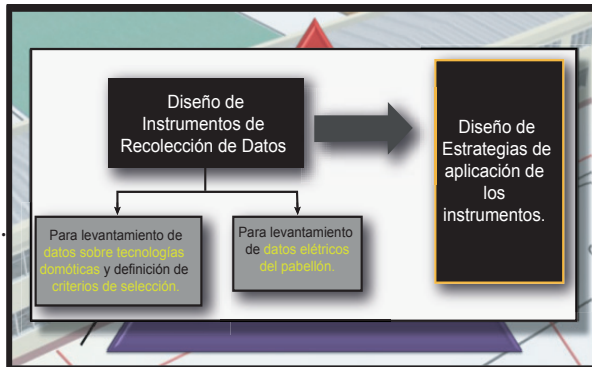 Diseño de
Instrumentos de
Recolección de Datos
Diseño de
Estrategias de
aplicación de
los
instrumentos.
Para levantamiento de
datos sobre tecnologías
domóticas y definición de
criterios de selección.
Para levantamiento
de datos elétricos
del pabellón.